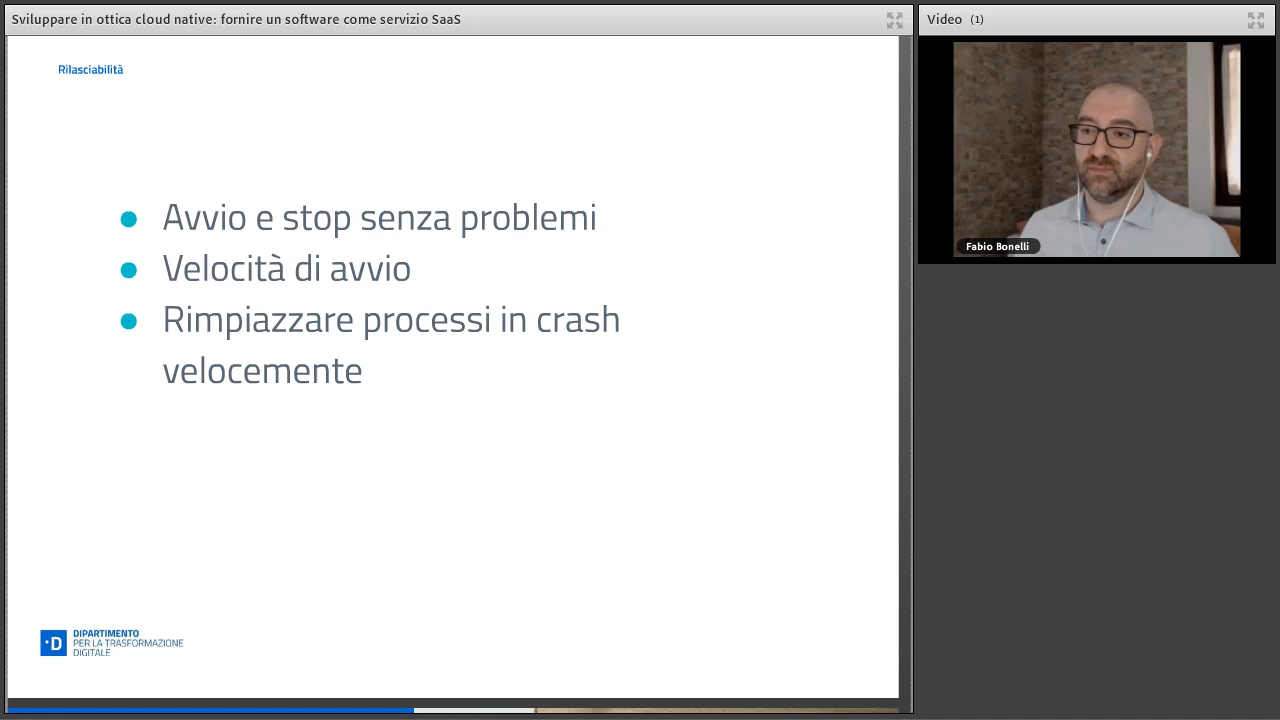 Sviluppare in ottica cloud native: fornire un software come servizio SaaS
Video (1)
Rilasciabilità
Avvio e stop senza problemi
Velocità di avvio
Rimpiazzare processi in crash
velocemente
Fabio Bonelli
·D
DIPARTIMENTO
PER LA TRASFORMAZIONE
DIGITALE